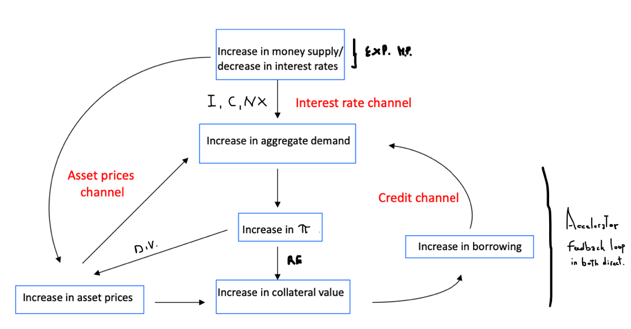 Increase in money supply/
decrease in interest rates
EXP. MP.
I, C, NX
Interest rate channel
Increase in aggregate demand
Asset prices
channel
Credit channel
Increase in π
Accelerator
feedback loop
in both direct.
DIV.
Increase in borrowing
RE
Increase in asset prices
Increase in collateral value